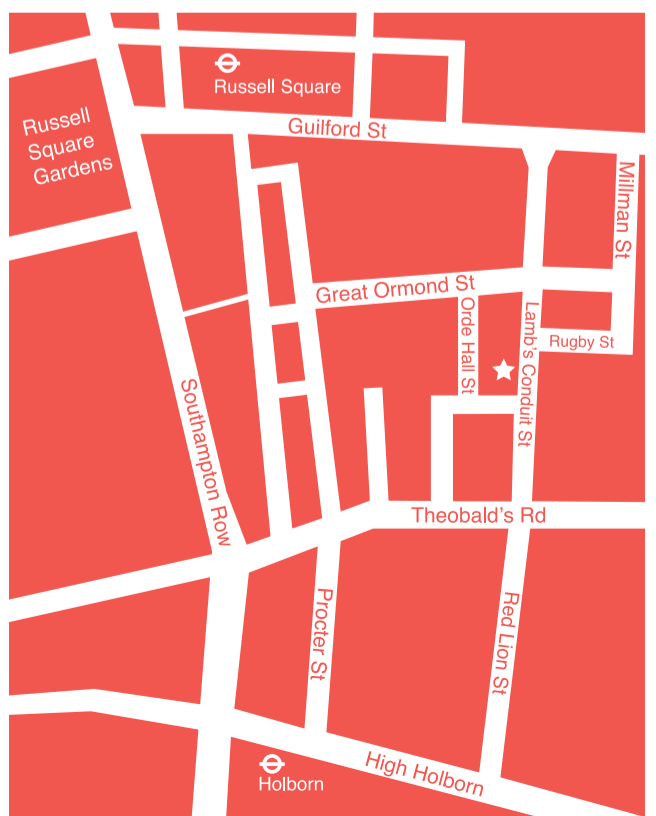 Russell Square
Russell
Square
Gardens
Guilford St
Millman St
Great Ormond St
Orde Hall St
Lamb's Conduit St
Rugby St
Southampton Row
Theobald's Rd
Procter St
Red Lion St
High Holborn
Holborn